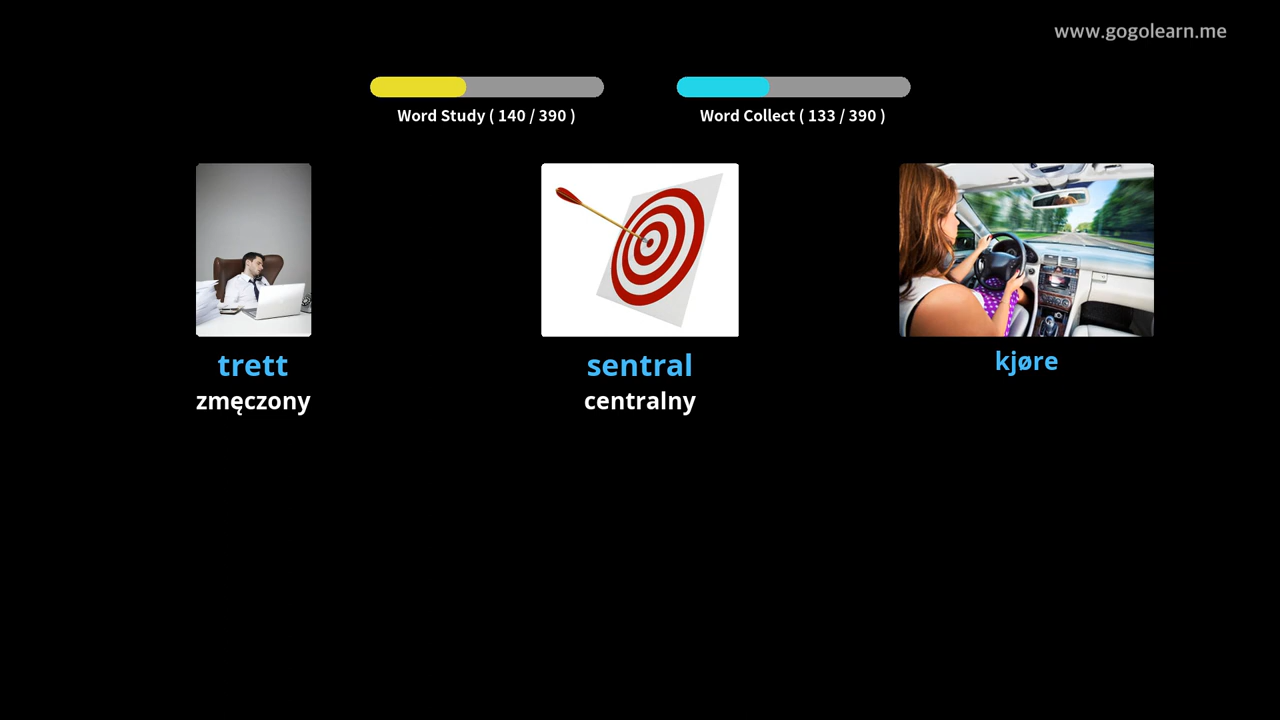 www.gogolearn.me
Word Study ( 140 / 390 )
Word Collect ( 133 / 390 )
trett
zmęczony
sentral
centralny
kjøre